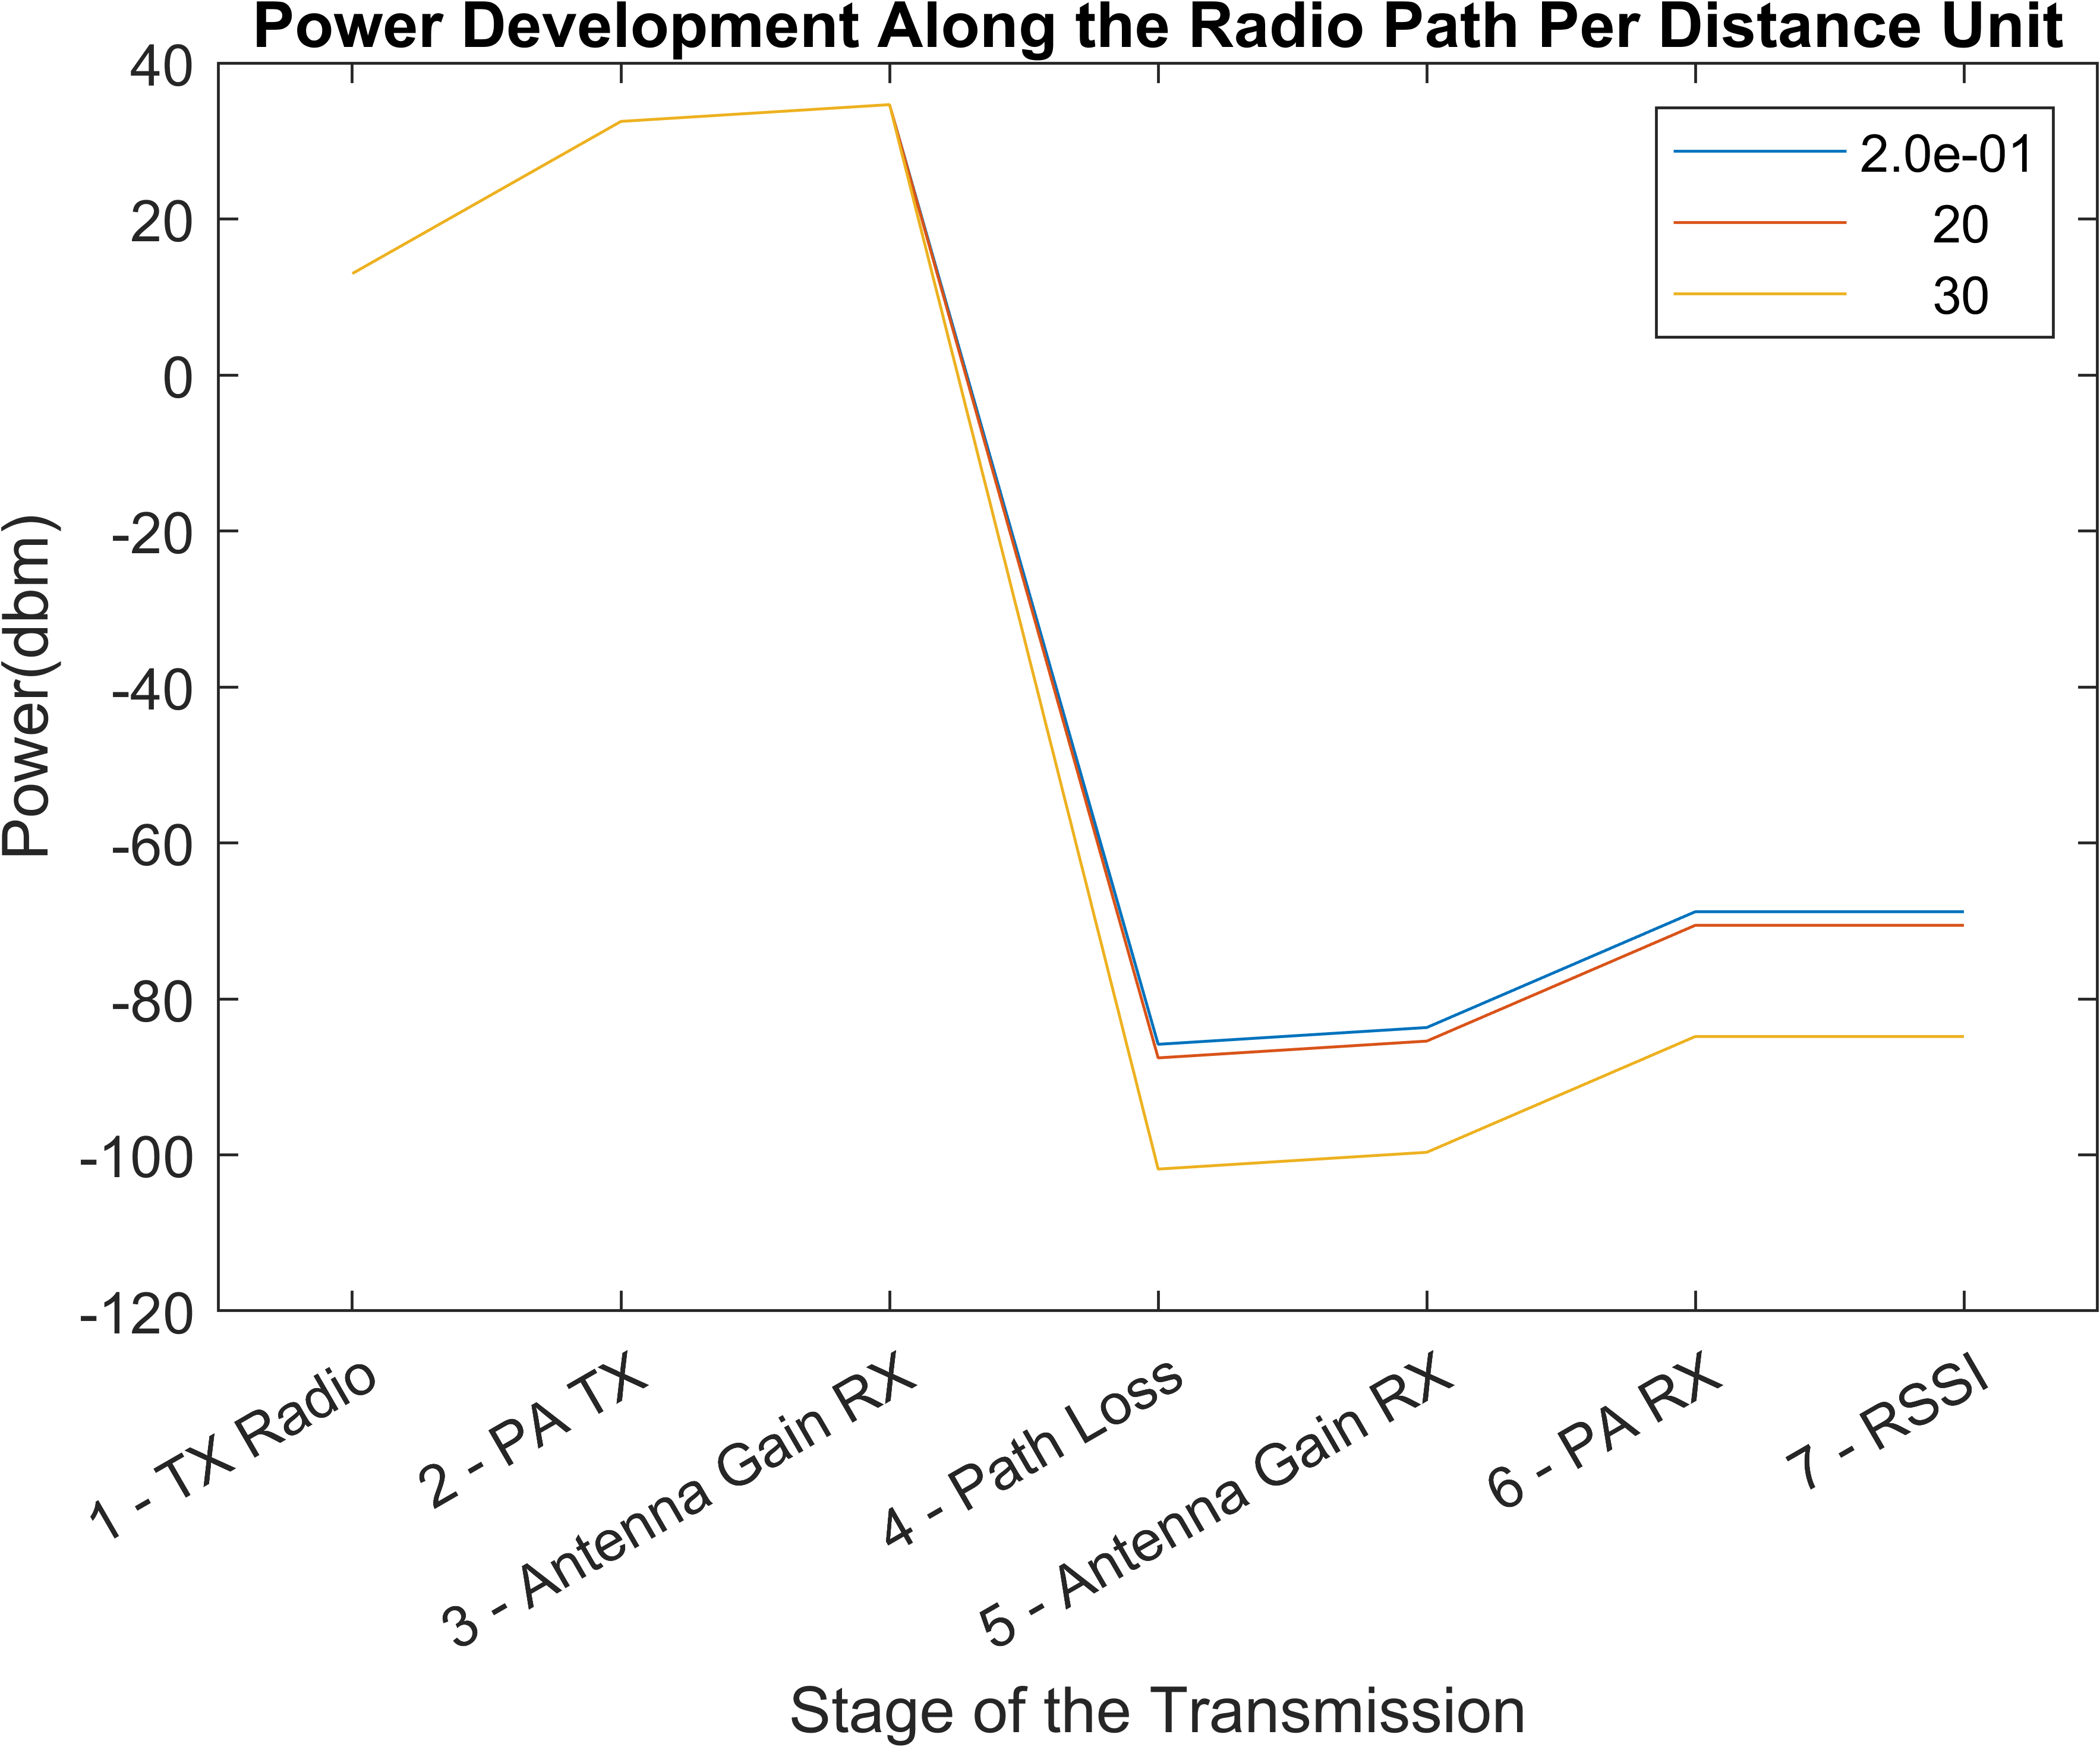 Power Development Along the Radio Path Per Distance Unit
40
20
0
-20
-40
-60
-80
-100
-120
Power(dbm)
2.0e-01
20
30
1 - TX Radio
2 - PA TX
3 - Antenna Gain RX
4 - Path Loss
5 - Antenna Gain RX
6 - PA RX
7 - RSSI
Stage of the Transmission